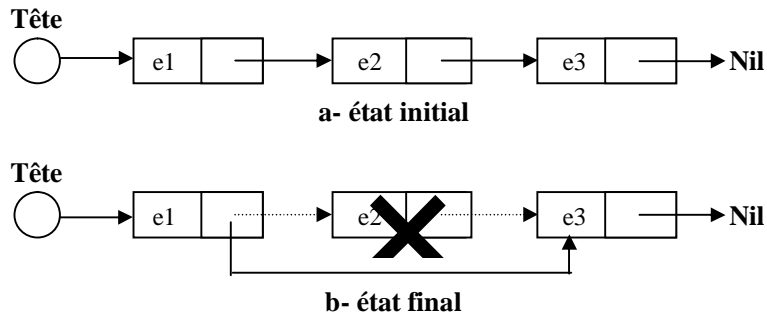 Tête
e1 e2 e3 Nil
a- état initial
Tête
e1 e2 e3 Nil
b- état final